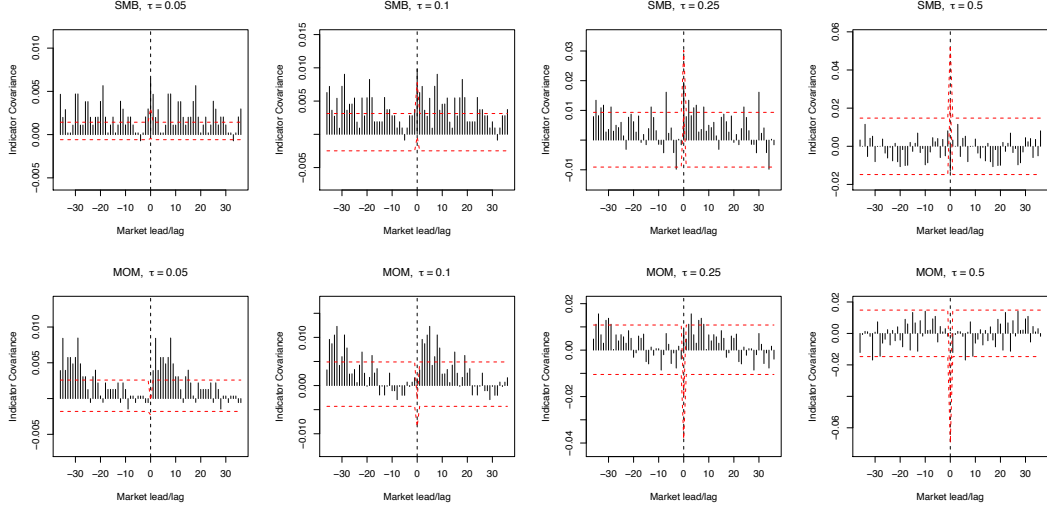 SMB, τ = 0.05
SMB, τ = 0.1
SMB, τ = 0.25
SMB, τ = 0.5
Indicator Covariance
−0.005
0.000
0.005
0.010
−30 −20 −10 0 10 20 30
Market lead/lag
Indicator Covariance
−0.005
0.000
0.005
0.010
0.015
−30 −20 −10 0 10 20 30
Market lead/lag
Indicator Covariance
−0.01
0.01
0.02
0.03
−30 −20 −10 0 10 20 30
Market lead/lag
Indicator Covariance
−0.02
0.00
0.02
0.04
0.06
−30 −20 −10 0 10 20 30
Market lead/lag
MOM, τ = 0.05
MOM, τ = 0.1
MOM, τ = 0.25
MOM, τ = 0.5
Indicator Covariance
−0.005
0.000
0.005
0.010
−30 −20 −10 0 10 20 30
Market lead/lag
Indicator Covariance
−0.010
0.000
0.010
−30 −20 −10 0 10 20 30
Market lead/lag
Indicator Covariance
−0.04
−0.02
0.00
0.02
−30 −20 −10 0 10 20 30
Market lead/lag
Indicator Covariance
−0.06
−0.02
0.00
0.02
−30 −20 −10 0 10 20 30
Market lead/lag